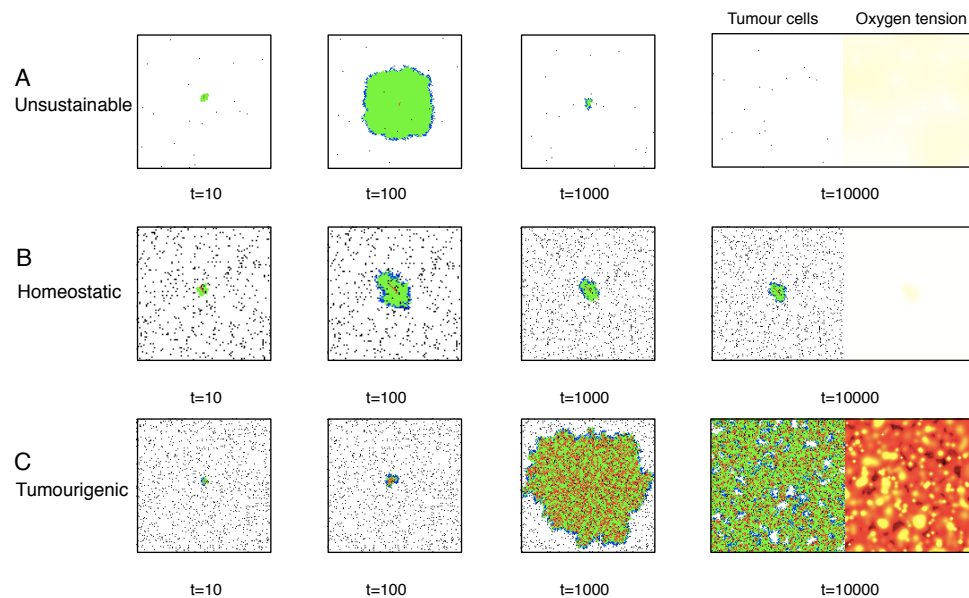 Tumour cells Oxygen tension
A
Unsustainable
t=10 t=100 t=1000 t=10000
B
Homeostatic
t=10 t=100 t=1000 t=10000
C
Tumourigenic
t=10 t=100 t=1000 t=10000